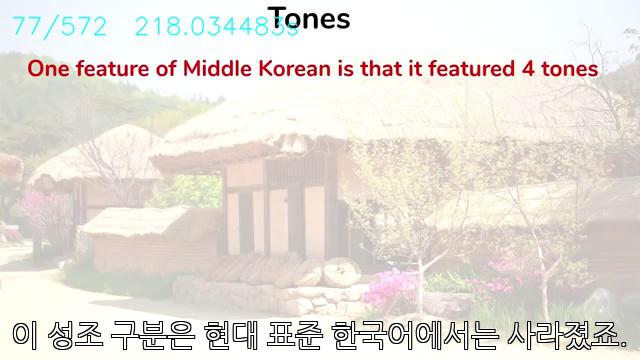 Tones
77/572 218.0344483s
One feature of Middle Korean is that it featured 4 tones
이 성조 구분은 현대 표준 한국어에서는 사라졌죠.